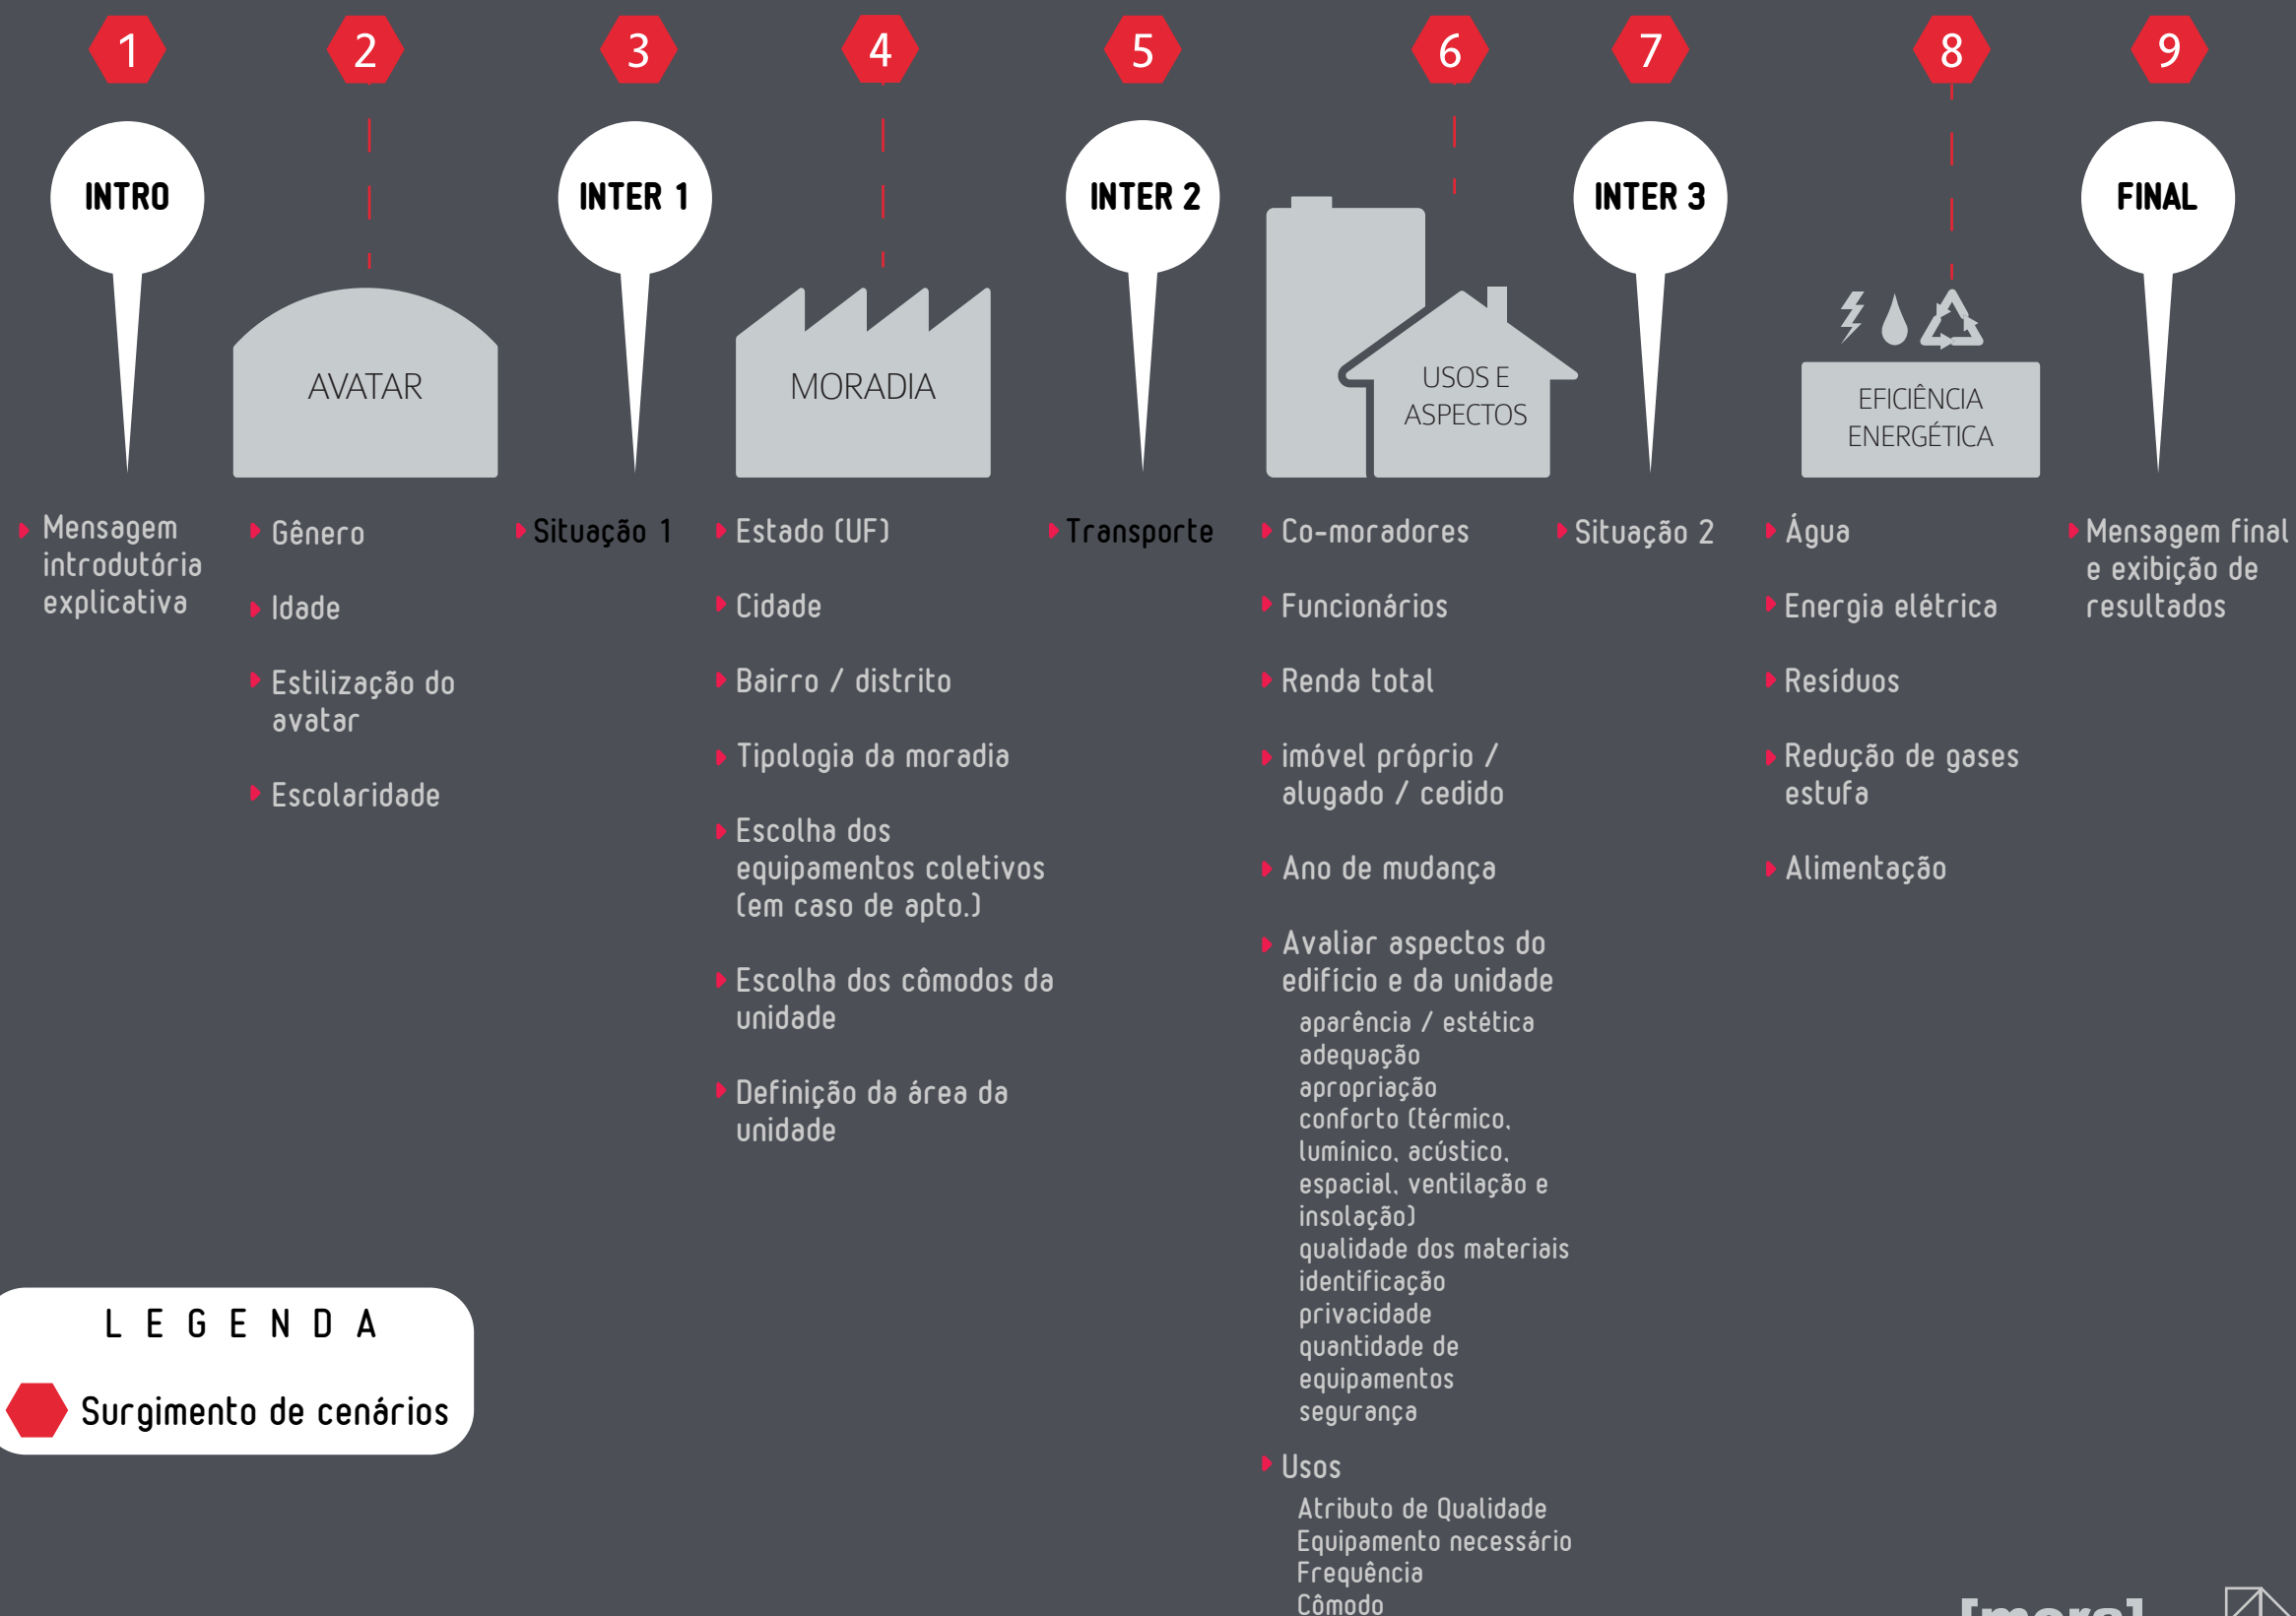 1
2
3
4
5
6
7
8
9
INTRO
INTER 1
INTER 2
INTER 3
FINAL
AVATAR
MORADIA
USOS E
ASPECTOS
EFICIÊNCIA
ENERGÉTICA
Mensagem
introdutória
explicativa
Gênero
Idade
Estilização do
avatar
Escolaridade
Situação 1
Estado (UF)
Cidade
Bairro / distrito
Tipologia da moradia
Escolha dos
equipamentos coletivos
(em caso de apto.)
Escolha dos cômodos da
unidade
Definição da área da
unidade
Transporte
Co-moradores
Funcionários
Renda total
imóvel próprio /
alugado / cedido
Ano de mudança
Avaliar aspectos do
edifício e da unidade
aparência / estética
adequação
apropriação
conforto (térmico,
lumínico, acústico,
espacial, ventilação e
insolação)
qualidade dos materiais
identificação
privacidade
quantidade de
equipamentos
segurança
Usos
Atributo de Qualidade
Equipamento necessário
Frequência
Cômodo
Situação 2
Água
Energia elétrica
Resíduos
Redução de gases
estufa
Alimentação
Mensagem final
e exibição de
resultados
LEGENDA
Surgimento de cenários
[mora]